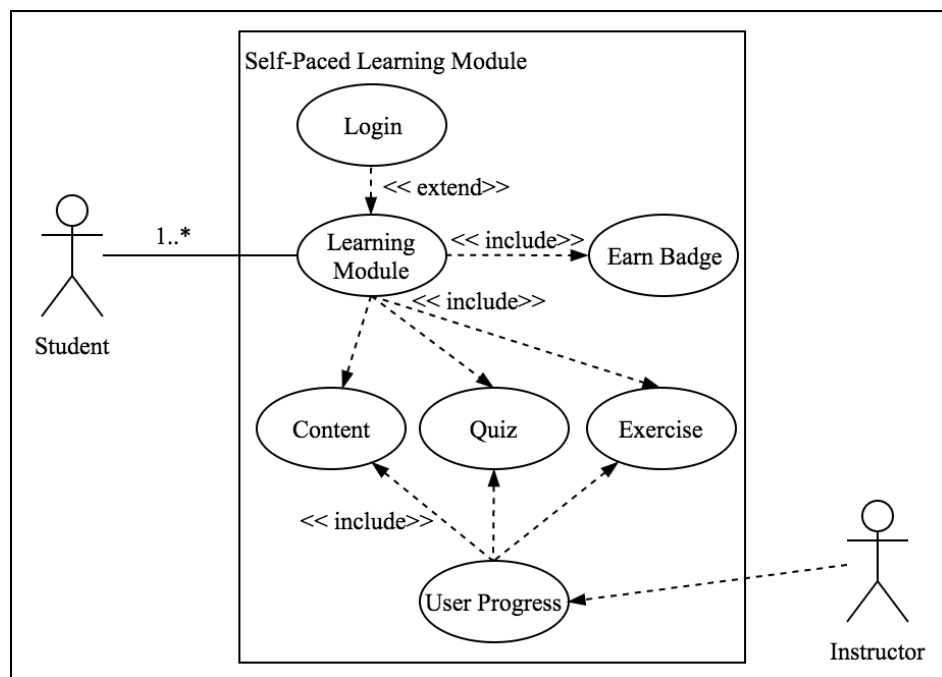 Self-Paced Learning Module
Login
<< extend>>
1..*
Learning
Module
<< include>>
Earn Badge
<< include>>
Student
Content
Quiz
Exercise
<< include>>
User Progress
Instructor